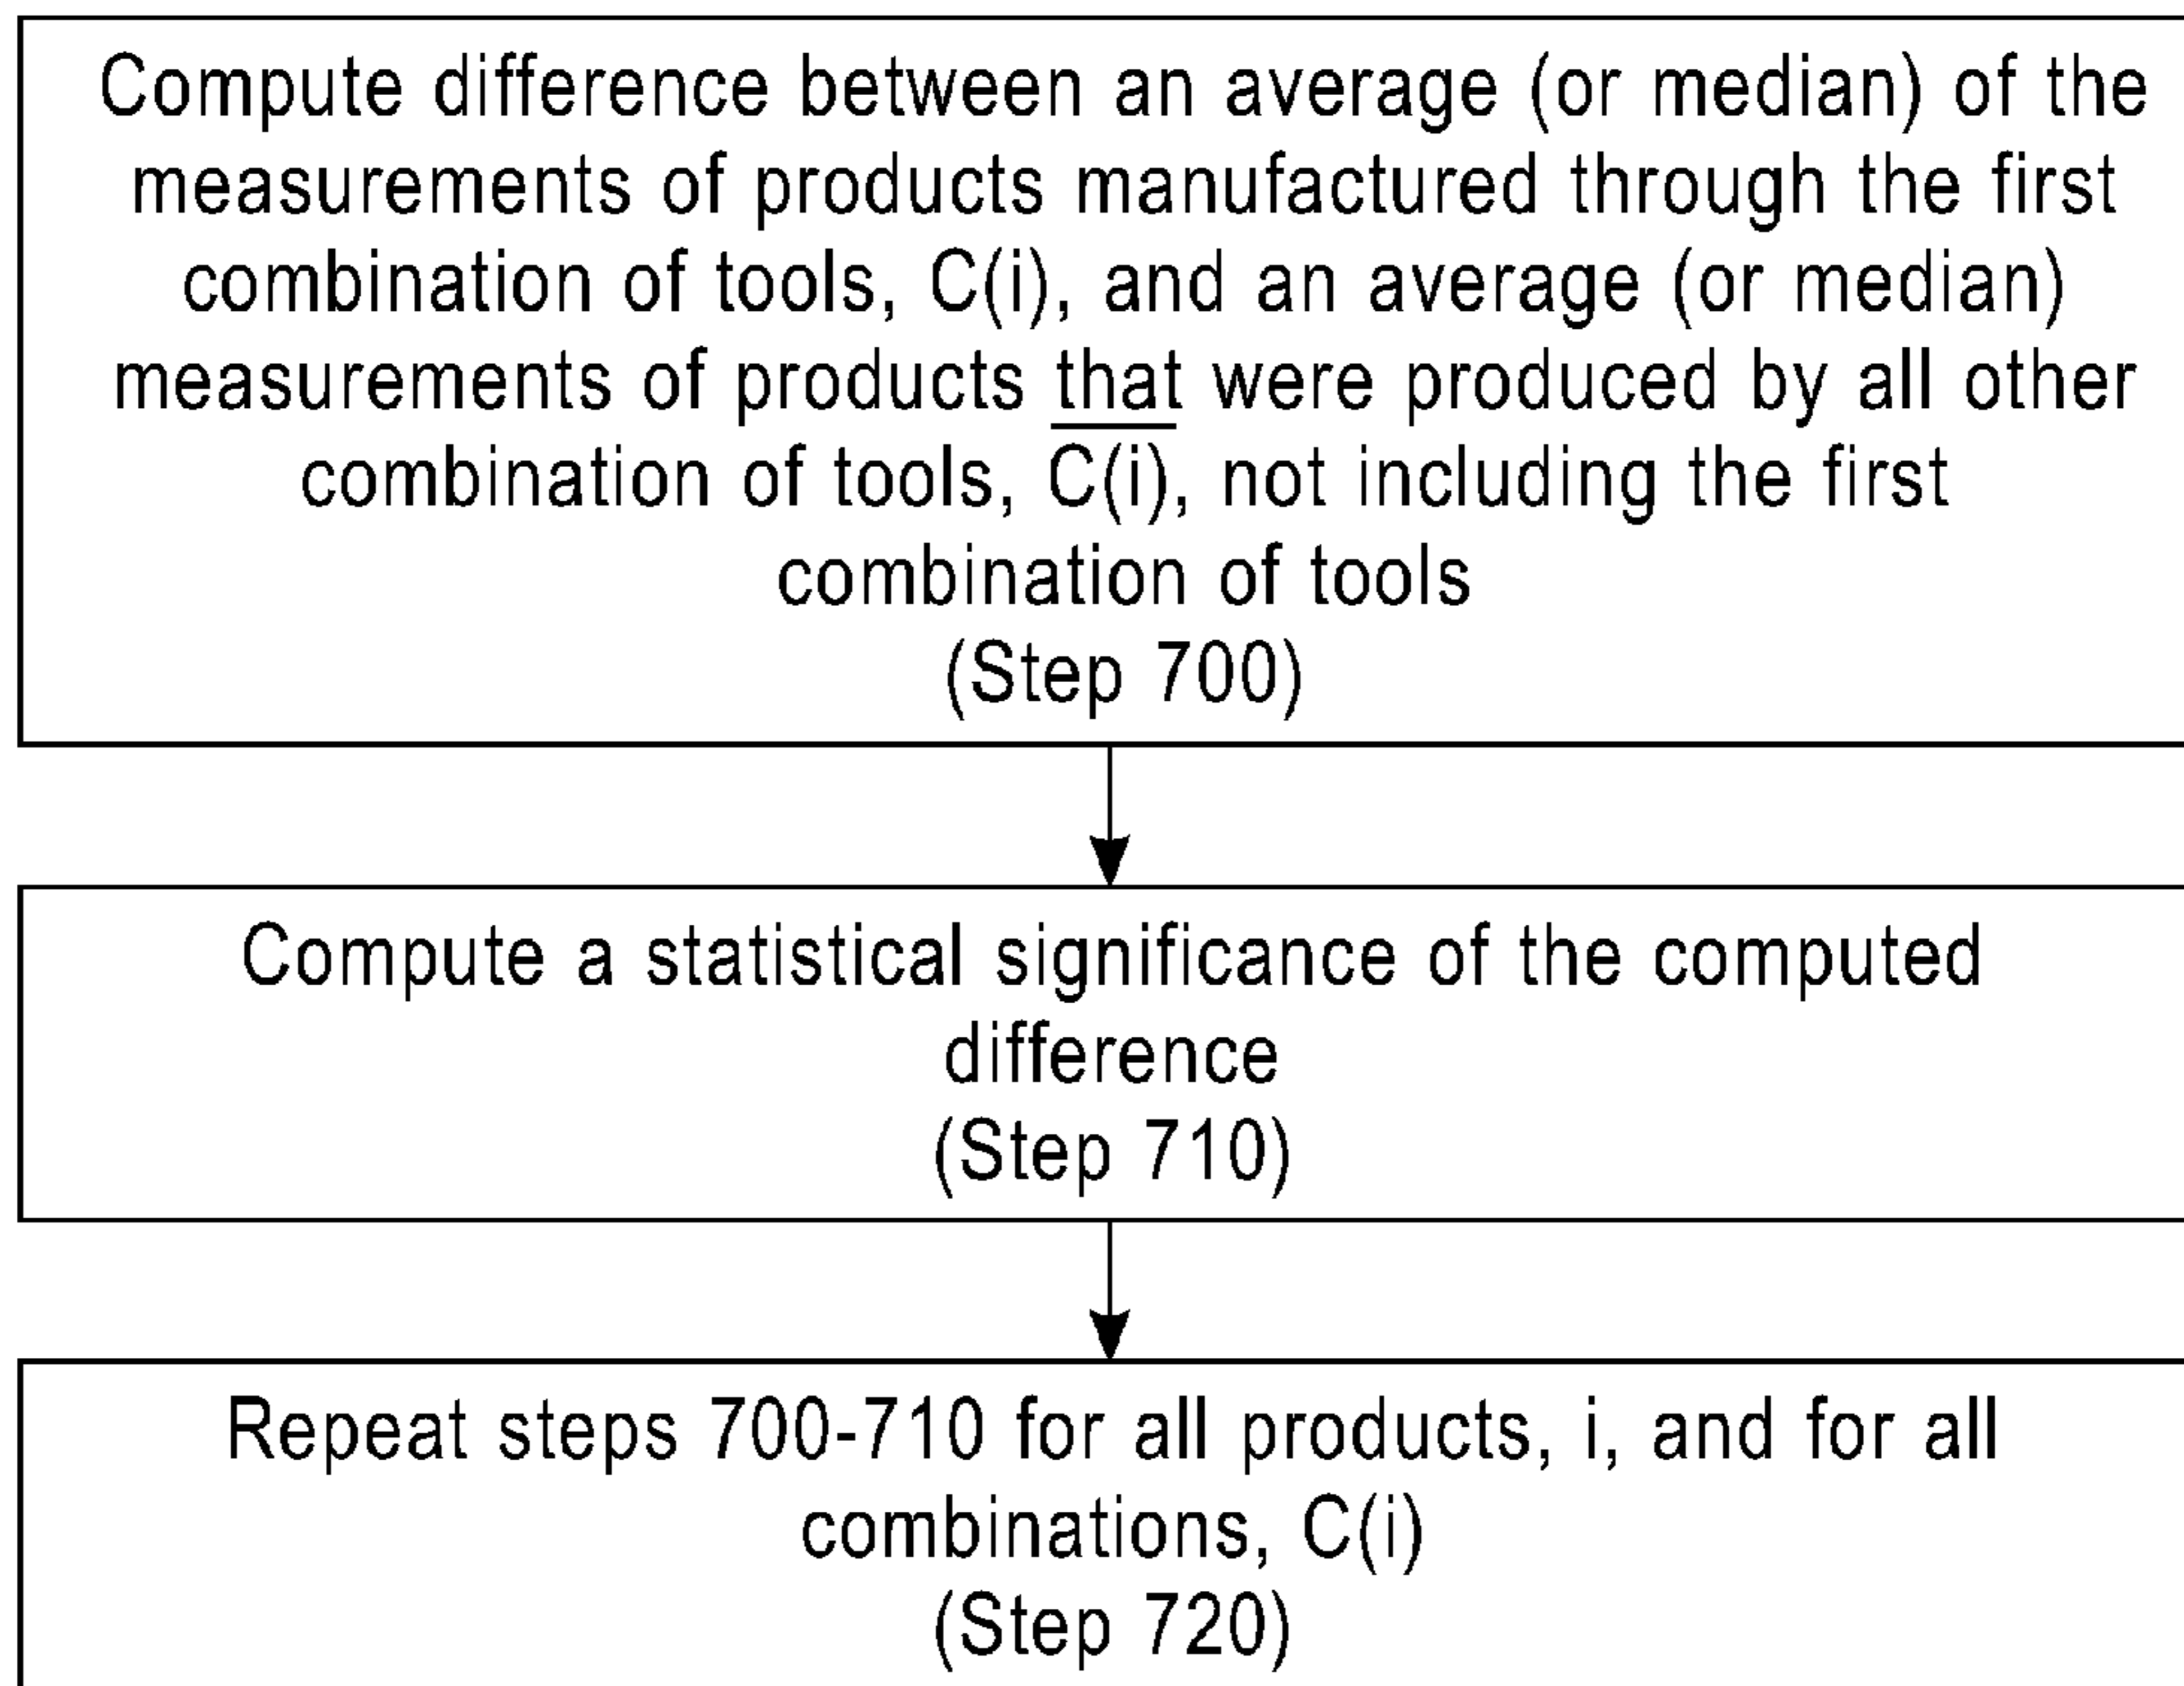 Compute difference between an average (or median) of the
measurements of products manufactured through the first
combination of tools, C(i), and an average (or median)
measurements of products that were produced by all other
combination of tools, C̅(̅i̅)̅, not including the first
combination of tools
(Step 700)
Compute a statistical significance of the computed
difference
(Step 710)
Repeat steps 700-710 for all products, i, and for all
combinations, C(i)
(Step 720)